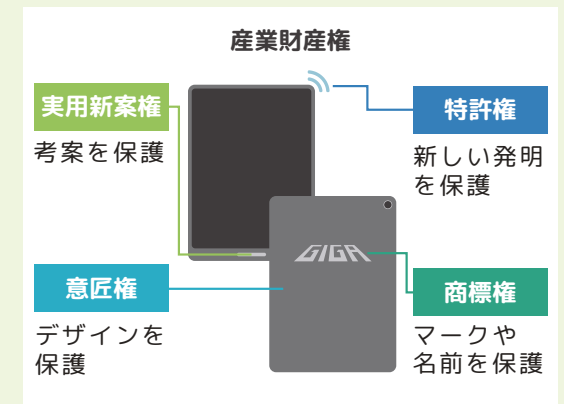 産業財産権
実用新案権
考案を保護
特許権
新しい発明
を保護
GIGA
意匠権
デザインを
保護
商標権
マークや
名前を保護